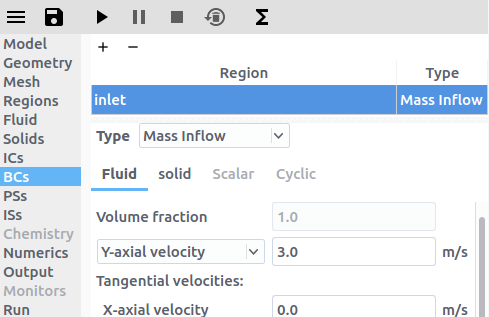 Model
Geometry
Mesh
Regions
Fluid
Solids
ICs
BCs
PSs
ISs
Chemistry
Numerics
Output
Monitors
Run
Region Type
inlet Mass Inflow
Type Mass Inflow
Fluid solid Scalar Cyclic
Volume fraction 1.0
Y-axial velocity 3.0 m/s
Tangential velocities:
X-axial velocity 0.0 m/s